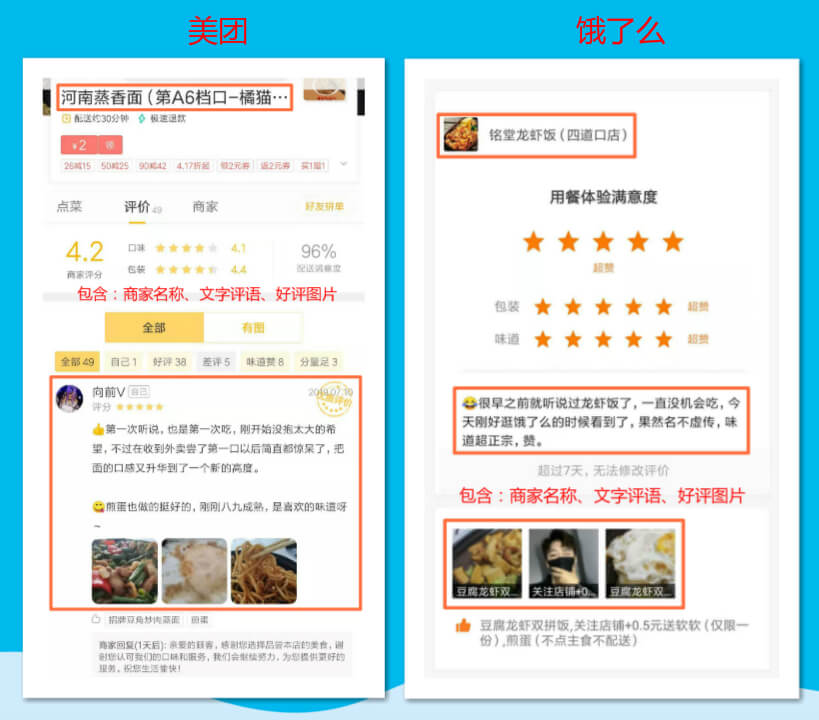 美团
饿了么
河南蒸香面（第A6档口-橘猫…
配送约30分钟 极速退款
¥2 领
26减15 50减25 90减42 4.17折起 领2元券 返2元券 买1赠1
点菜 评价 49 商家 好友拼单
4.2 口味 4.1 96%
商家评分 包装 4.4 配送满意度
包含：商家名称、文字评语、好评图片
全部 有图
全部 49 自己 1 好评 38 差评 5 味道赞 8 分量足 3
向前V 自己
评分
👍第一次听说，也是第一次吃，刚开始没抱太大的希
望，不过在收到外卖尝了第一口以后简直都惊呆了，把
面的口感又升华到了一个新的高度。
😋煎蛋也做的挺好的，刚刚八九成熟，是喜欢的味道呀
~
招牌豆角炒肉蒸面 煎蛋
商家回复(1天后): 亲爱的顾客，感谢您选择品尝本店的美食，谢
谢您认可我们的口味和服务，我们会继续努力，为您提供更好的
服务，祝您生活愉快！
铭堂龙虾饭（四道口店）
用餐体验满意度
超赞
包装 超赞
味道 超赞
😂很早之前就听说过龙虾饭了，一直没机会吃，今
天刚好逛饿了么的时候看到了，果然名不虚传，味
道超正宗，赞。
超过7天，无法修改评价
包含：商家名称、文字评语、好评图片
豆腐龙虾双… 关注店铺+0… 豆腐龙虾双…
豆腐龙虾双拼饭,关注店铺+0.5元送软软（仅限一
份）,煎蛋（不点主食不配送）